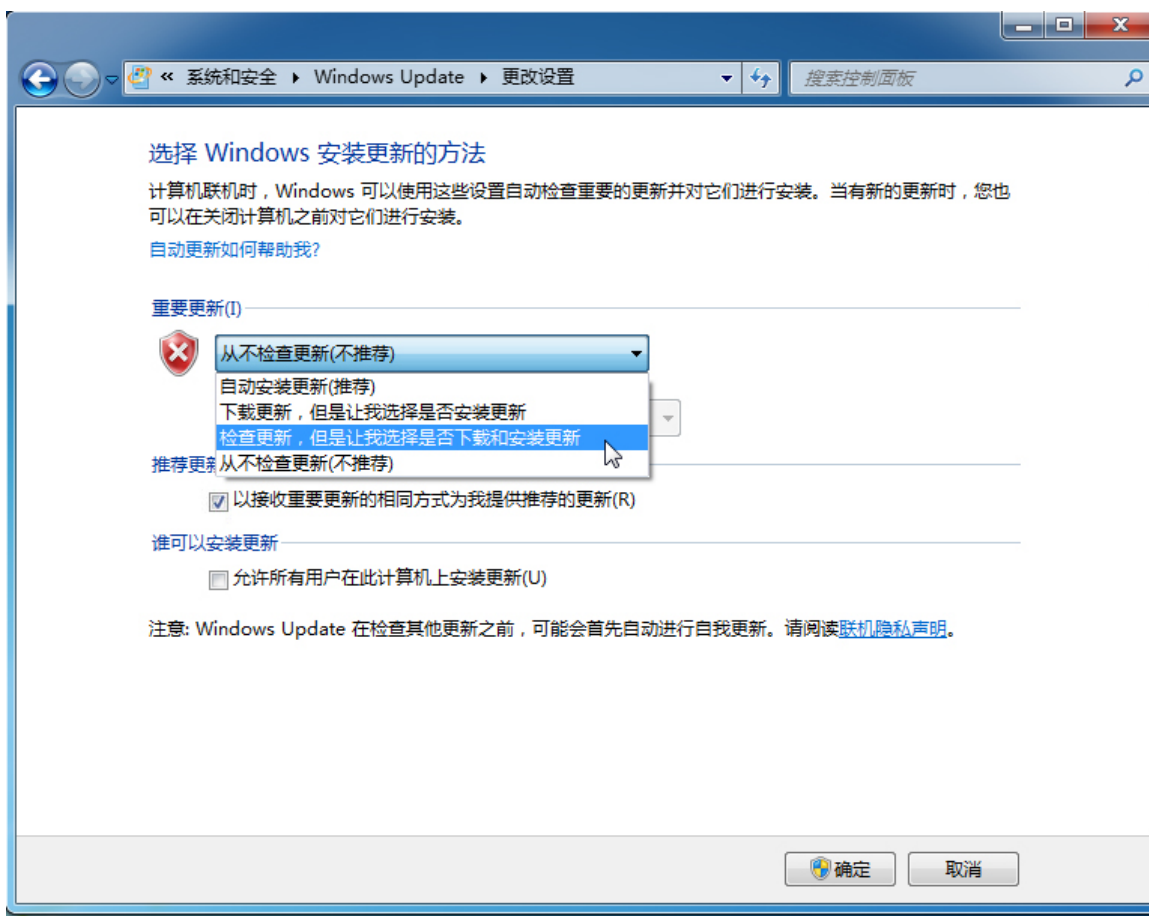 « 系统和安全 ▸ Windows Update ▸ 更改设置
搜索控制面板
选择 Windows 安装更新的方法
计算机联机时，Windows 可以使用这些设置自动检查重要的更新并对它们进行安装。当有新的更新时，您也
可以在关闭计算机之前对它们进行安装。
自动更新如何帮助我?
重要更新(I)
从不检查更新(不推荐)
自动安装更新(推荐)
下载更新，但是让我选择是否安装更新
检查更新，但是让我选择是否下载和安装更新
从不检查更新(不推荐)
推荐更新
以接收重要更新的相同方式为我提供推荐的更新(R)
谁可以安装更新
允许所有用户在此计算机上安装更新(U)
注意: Windows Update 在检查其他更新之前，可能会首先自动进行自我更新。请阅读联机隐私声明。
确定
取消